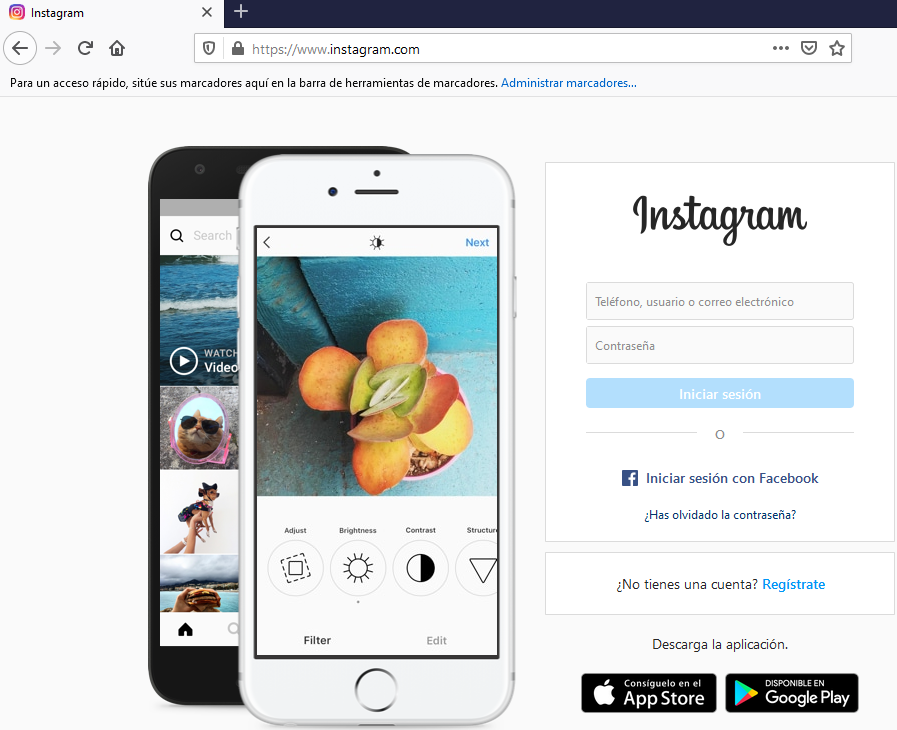 Instagram
https://www.instagram.com
Para un acceso rápido, sitúe sus marcadores aquí en la barra de herramientas de marcadores. Administrar marcadores...
Search
WATCH
Video
Next
Adjust
Brightness
Contrast
Structure
Filter
Edit
Instagram
Teléfono, usuario o correo electrónico
Contraseña
Iniciar sesión
O
Iniciar sesión con Facebook
¿Has olvidado la contraseña?
¿No tienes una cuenta? Regístrate
Descarga la aplicación.
Consíguelo en el
App Store
DISPONIBLE EN
Google Play